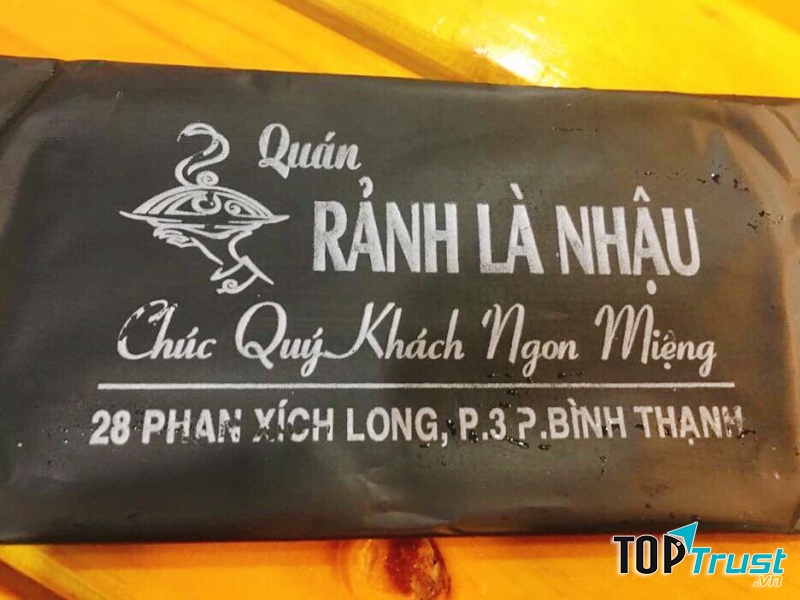 Quán
RẢNH LÀ NHẬU
Chúc Quý Khách Ngon Miệng
28 PHAN XÍCH LONG, P.3 P.BÌNH THẠNH
TOPTrust.vn